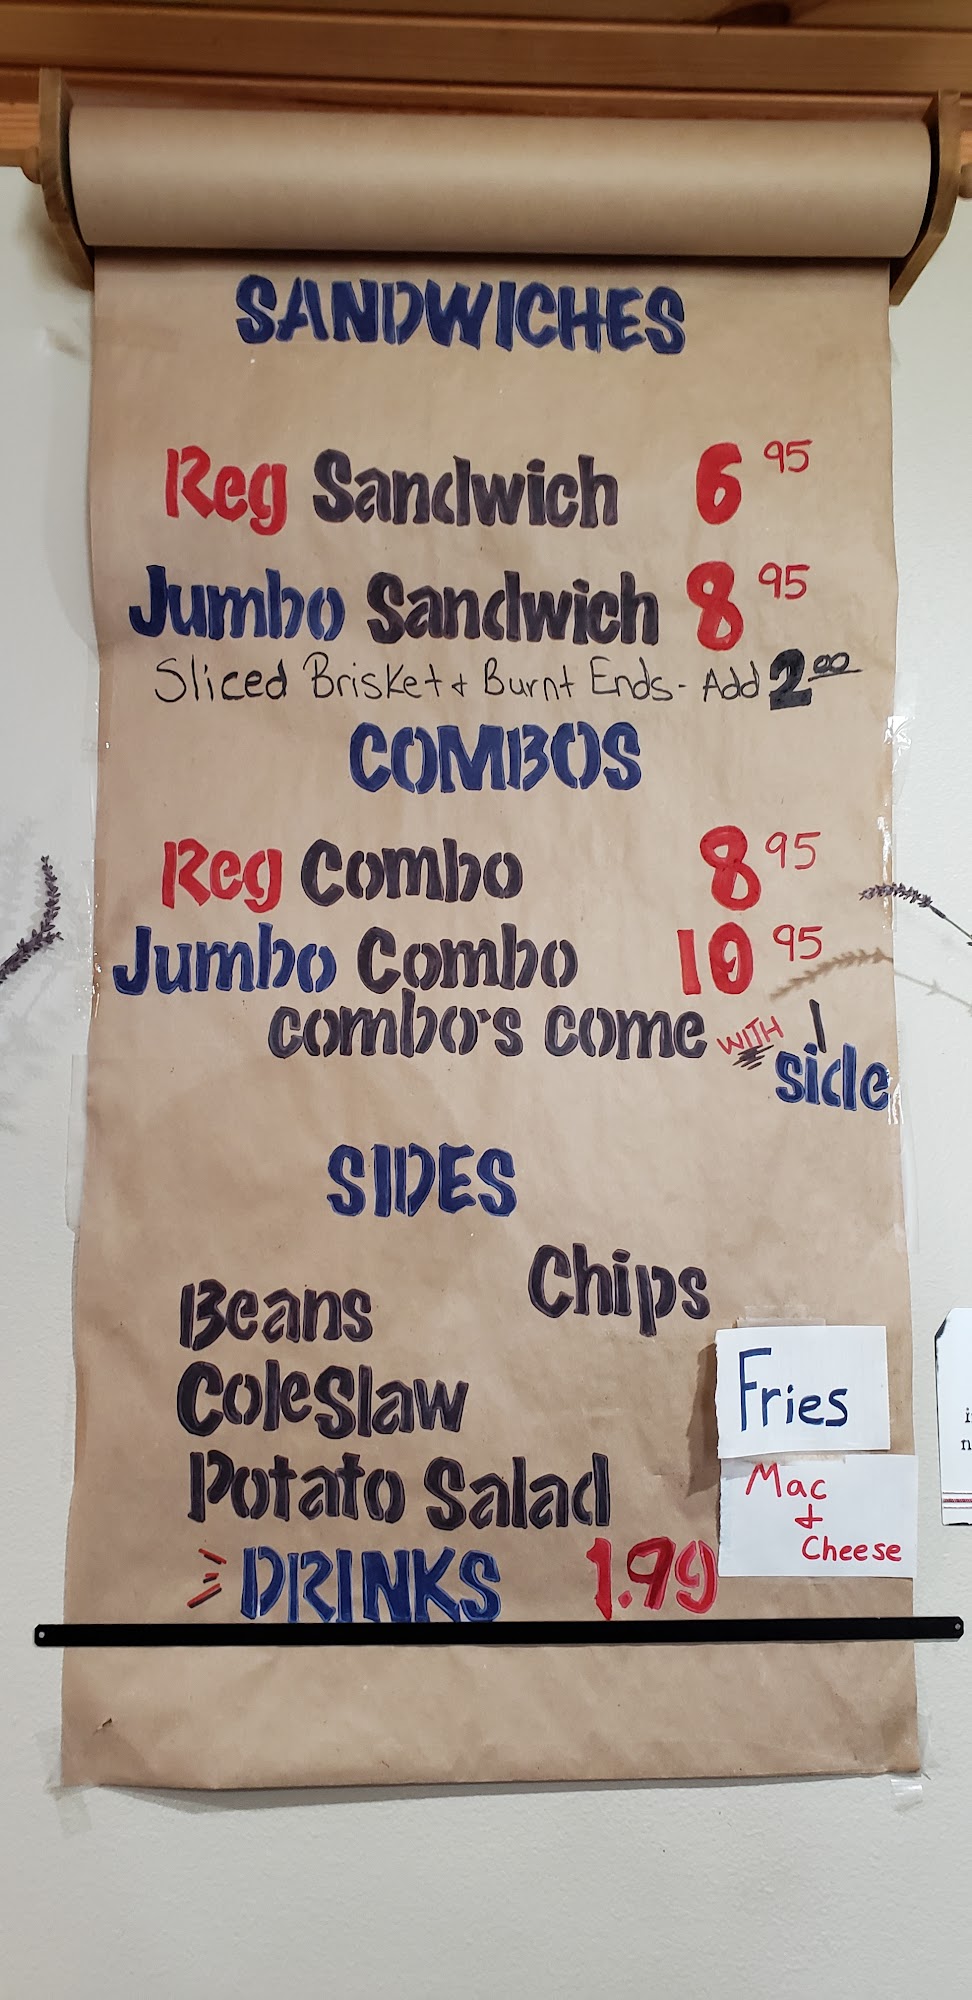 SANDWICHES
Reg Sandwich 6 95
Jumbo Sandwich 8 95
Sliced Brisket & Burnt Ends - Add 2 00
COMBOS
Reg Combo 8 95
Jumbo Combo 10 95
combo's come WITH 1
side
SIDES
Chips
Beans
Fries
ColeSlaw
Mac
&
Cheese
Potato Salad
DRINKS 1.99